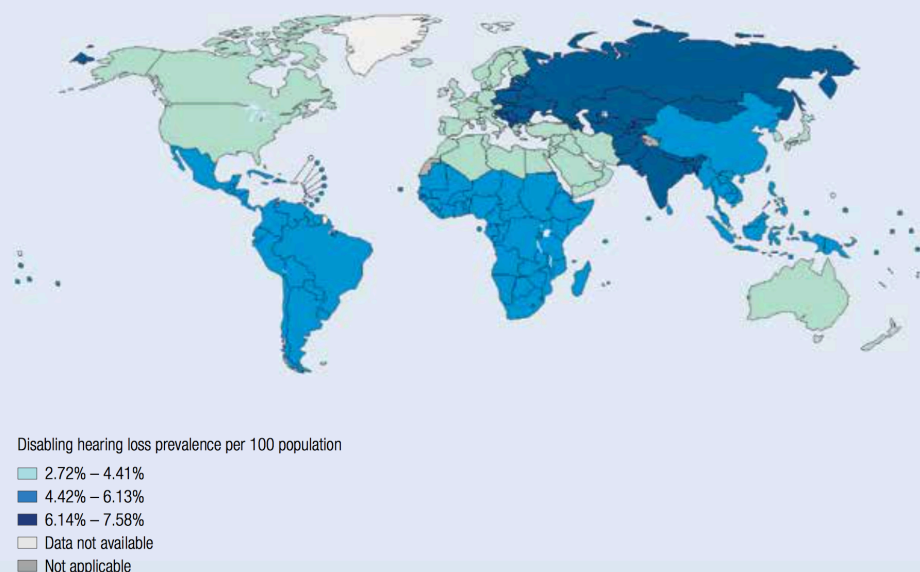 Disabling hearing loss prevalence per 100 population
2.72% – 4.41%
4.42% – 6.13%
6.14% – 7.58%
Data not available
Not applicable